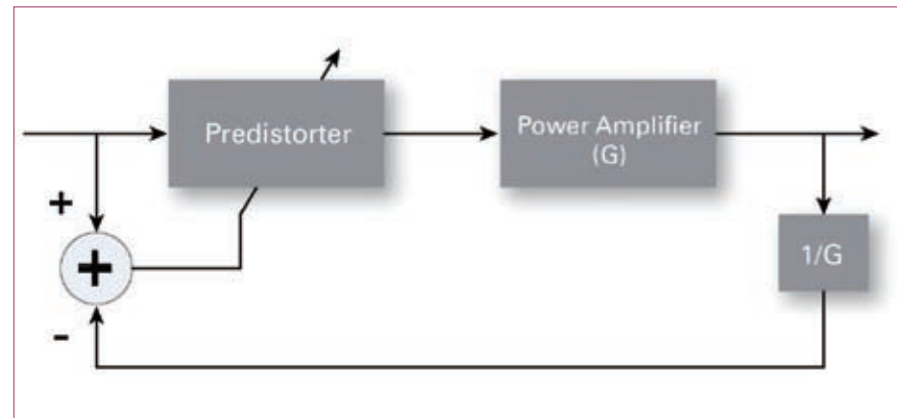 Predistorter
Power Amplifier
(G)
+
+
1/G
-